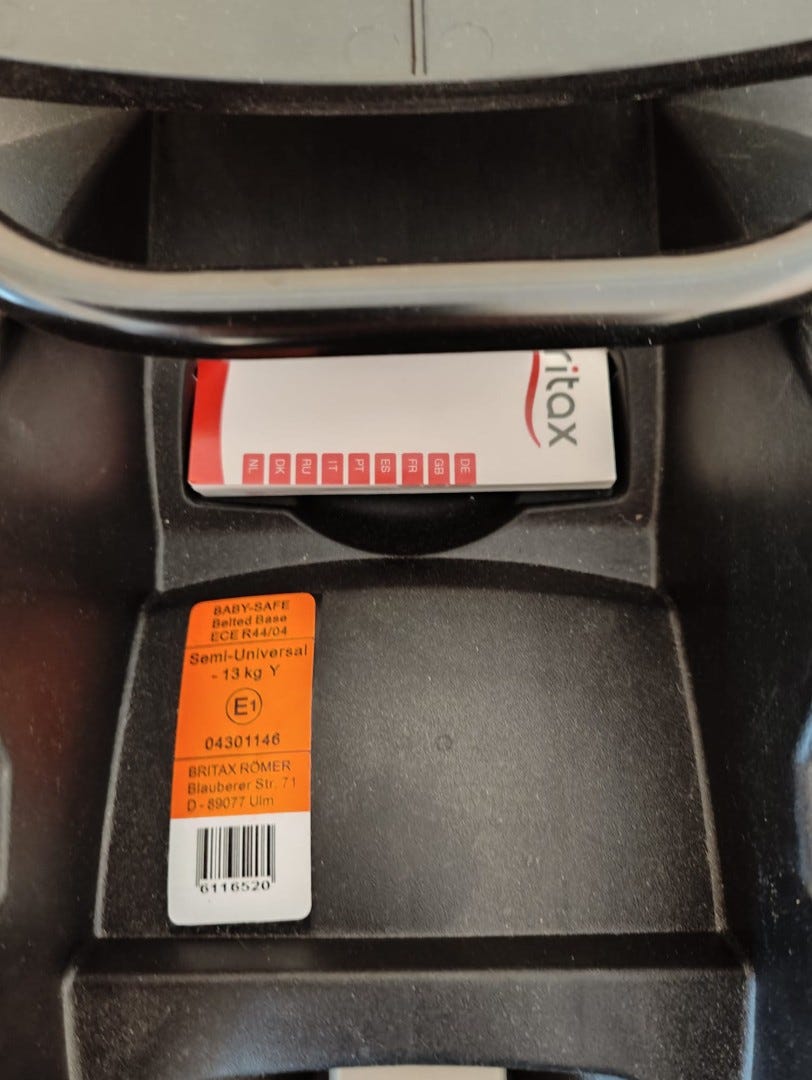 ritax
NL DK RU IT PT ES FR GB DE
BABY-SAFE
Belted Base
ECE R44/04
Semi-Universal
- 13 kg Y
E1
04301146
BRITAX RÖMER
Blauberer Str. 71
D - 89077 Ulm
6116520